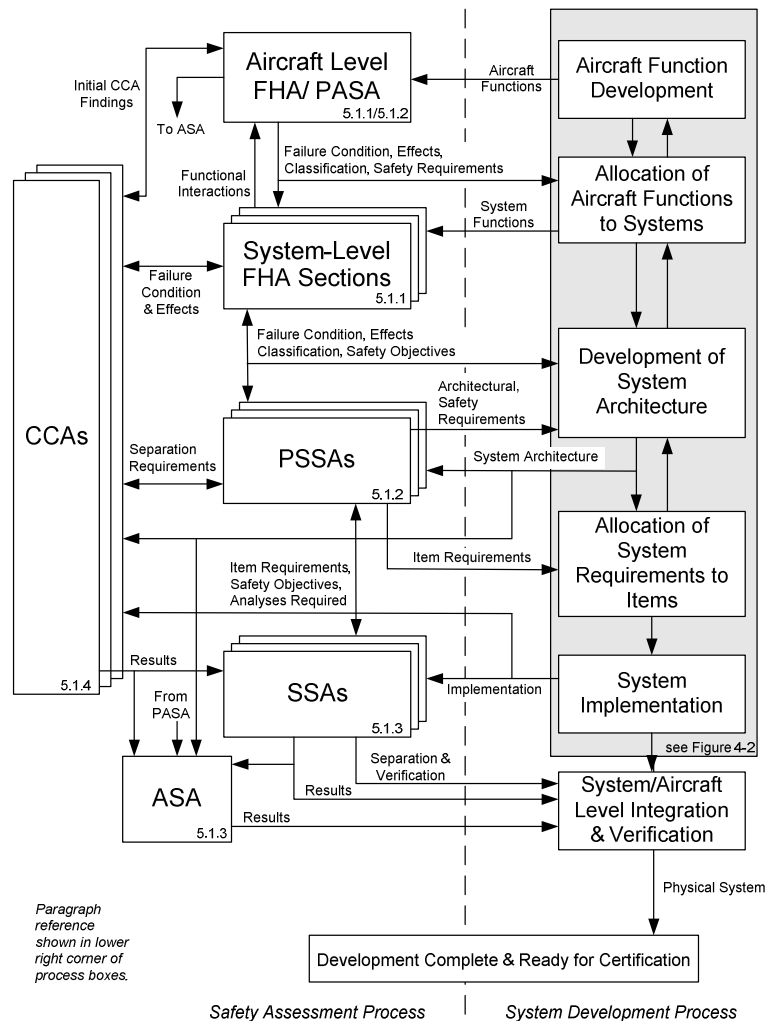 Aircraft Level
FHA/ PASA
5.1.1/5.1.2
Aircraft
Functions
Aircraft Function
Development
Initial CCA
Findings
To ASA
Functional
Interactions
Failure Condition, Effects,
Classification, Safety Requirements
Allocation of
Aircraft Functions
to Systems
System
Functions
System-Level
FHA Sections
5.1.1
Failure
Condition
& Effects
Failure Condition, Effects
Classification, Safety Objectives
Development of
System
Architecture
Architectural,
Safety
Requirements
CCAs
5.1.4
Separation
Requirements
PSSAs
5.1.2
System Architecture
Item Requirements,
Safety Objectives,
Analyses Required
Item Requirements
Allocation of
System
Requirements to
Items
Results
SSAs
5.1.3
Implementation
System
Implementation
see Figure 4-2
From
PASA
ASA
5.1.3
Separation &
Verification
Results
Results
System/Aircraft
Level Integration
& Verification
Physical System
Paragraph
reference
shown in lower
right corner of
process boxes.
Development Complete & Ready for Certification
Safety Assessment Process
System Development Process